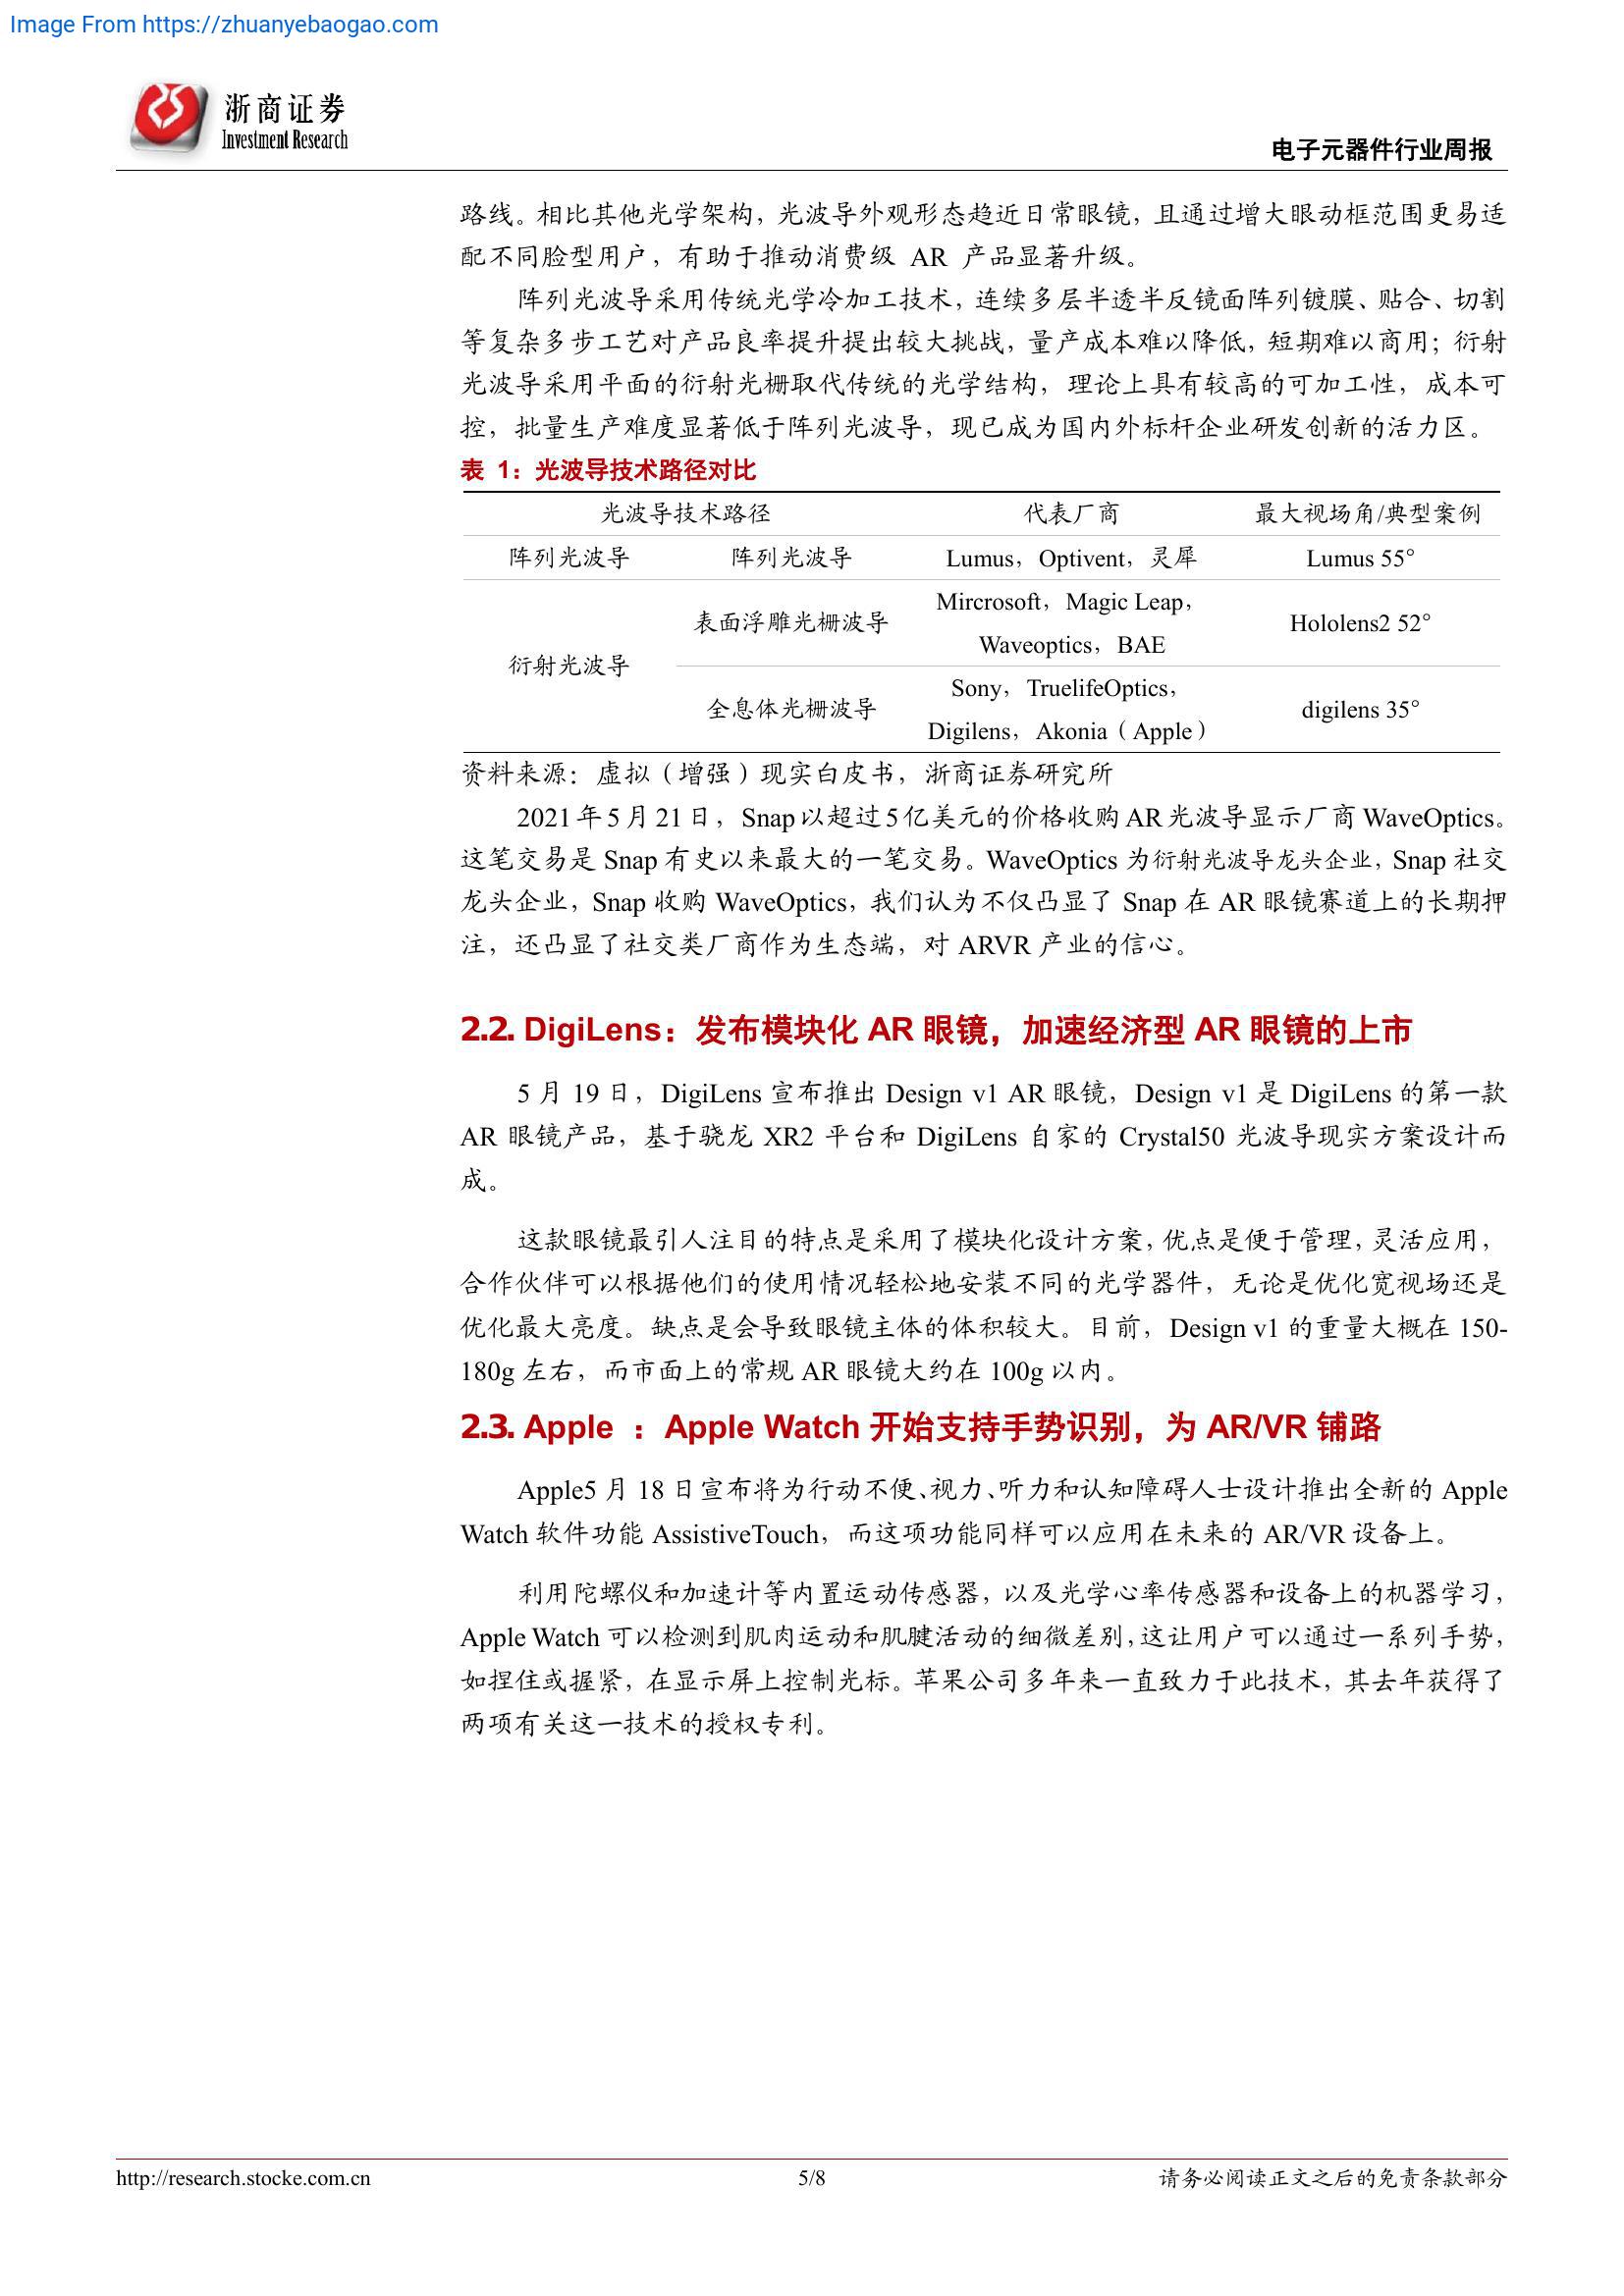 Image From https://zhuanyebaogao.com
浙商证券
Investment Research
电子元器件行业周报
路线。相比其他光学架构，光波导外观形态趋近日常眼镜，且通过增大眼动框范围更易适
配不同脸型用户，有助于推动消费级 AR 产品显著升级。
阵列光波导采用传统光学冷加工技术，连续多层半透半反镜面阵列镀膜、贴合、切割
等复杂多步工艺对产品良率提升提出较大挑战，量产成本难以降低，短期难以商用；衍射
光波导采用平面的衍射光栅取代传统的光学结构，理论上具有较高的可加工性，成本可
控，批量生产难度显著低于阵列光波导，现已成为国内外标杆企业研发创新的活力区。
表 1：光波导技术路径对比
光波导技术路径 代表厂商 最大视场角/典型案例
阵列光波导 阵列光波导 Lumus，Optivent，灵犀 Lumus 55°
衍射光波导 表面浮雕光栅波导 Mircrosoft，Magic Leap， Hololens2 52°
Waveoptics，BAE
全息体光栅波导 Sony，TruelifeOptics， digilens 35°
Digilens，Akonia（Apple）
资料来源：虚拟（增强）现实白皮书，浙商证券研究所
2021 年 5 月 21 日，Snap 以超过 5 亿美元的价格收购 AR 光波导显示厂商 WaveOptics。
这笔交易是 Snap 有史以来最大的一笔交易。WaveOptics 为衍射光波导龙头企业，Snap 社交
龙头企业，Snap 收购 WaveOptics，我们认为不仅凸显了 Snap 在 AR 眼镜赛道上的长期押
注，还凸显了社交类厂商作为生态端，对 ARVR 产业的信心。
2.2. DigiLens：发布模块化 AR 眼镜，加速经济型 AR 眼镜的上市
5 月 19 日，DigiLens 宣布推出 Design v1 AR 眼镜，Design v1 是 DigiLens 的第一款
AR 眼镜产品，基于骁龙 XR2 平台和 DigiLens 自家的 Crystal50 光波导现实方案设计而
成。
这款眼镜最引人注目的特点是采用了模块化设计方案，优点是便于管理，灵活应用，
合作伙伴可以根据他们的使用情况轻松地安装不同的光学器件，无论是优化宽视场还是
优化最大亮度。缺点是会导致眼镜主体的体积较大。目前，Design v1 的重量大概在 150-
180g 左右，而市面上的常规 AR 眼镜大约在 100g 以内。
2.3. Apple ：Apple Watch 开始支持手势识别，为 AR/VR 铺路
Apple5 月 18 日宣布将为行动不便、视力、听力和认知障碍人士设计推出全新的 Apple
Watch 软件功能 AssistiveTouch，而这项功能同样可以应用在未来的 AR/VR 设备上。
利用陀螺仪和加速计等内置运动传感器，以及光学心率传感器和设备上的机器学习，
Apple Watch 可以检测到肌肉运动和肌腱活动的细微差别，这让用户可以通过一系列手势，
如捏住或握紧，在显示屏上控制光标。苹果公司多年来一直致力于此技术，其去年获得了
两项有关这一技术的授权专利。
http://research.stocke.com.cn 5/8 请务必阅读正文之后的免责条款部分